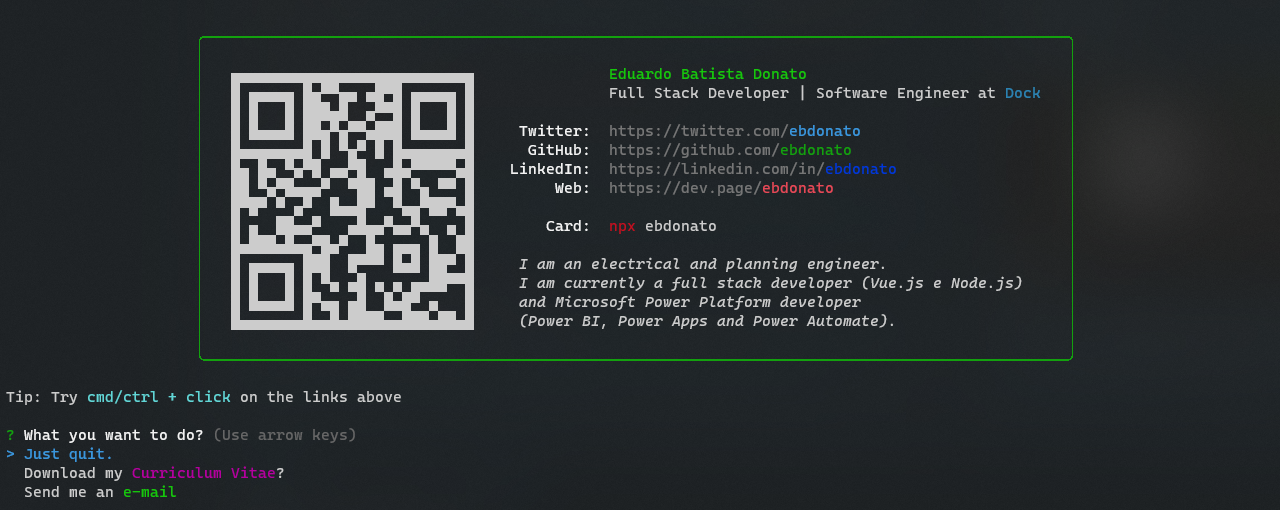 Eduardo Batista Donato
Full Stack Developer | Software Engineer at Dock
Twitter: https://twitter.com/ebdonato
GitHub: https://github.com/ebdonato
LinkedIn: https://linkedin.com/in/ebdonato
Web: https://dev.page/ebdonato
Card: npx ebdonato
I am an electrical and planning engineer.
I am currently a full stack developer (Vue.js e Node.js)
and Microsoft Power Platform developer
(Power BI, Power Apps and Power Automate).
Tip: Try cmd/ctrl + click on the links above
? What you want to do? (Use arrow keys)
> Just quit.
Download my Curriculum Vitae?
Send me an e-mail